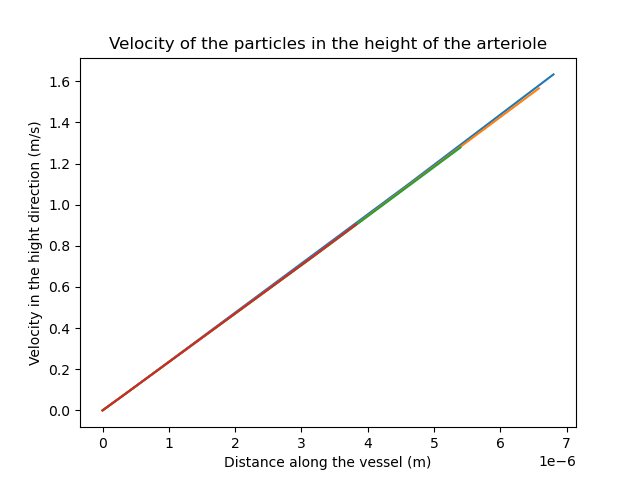 Velocity of the particles in the height of the arteriole
Velocity in the hight direction (m/s)
1.6
1.4
1.2
1.0
0.8
0.6
0.4
0.2
0.0
0 1 2 3 4 5 6 7
1e−6
Distance along the vessel (m)